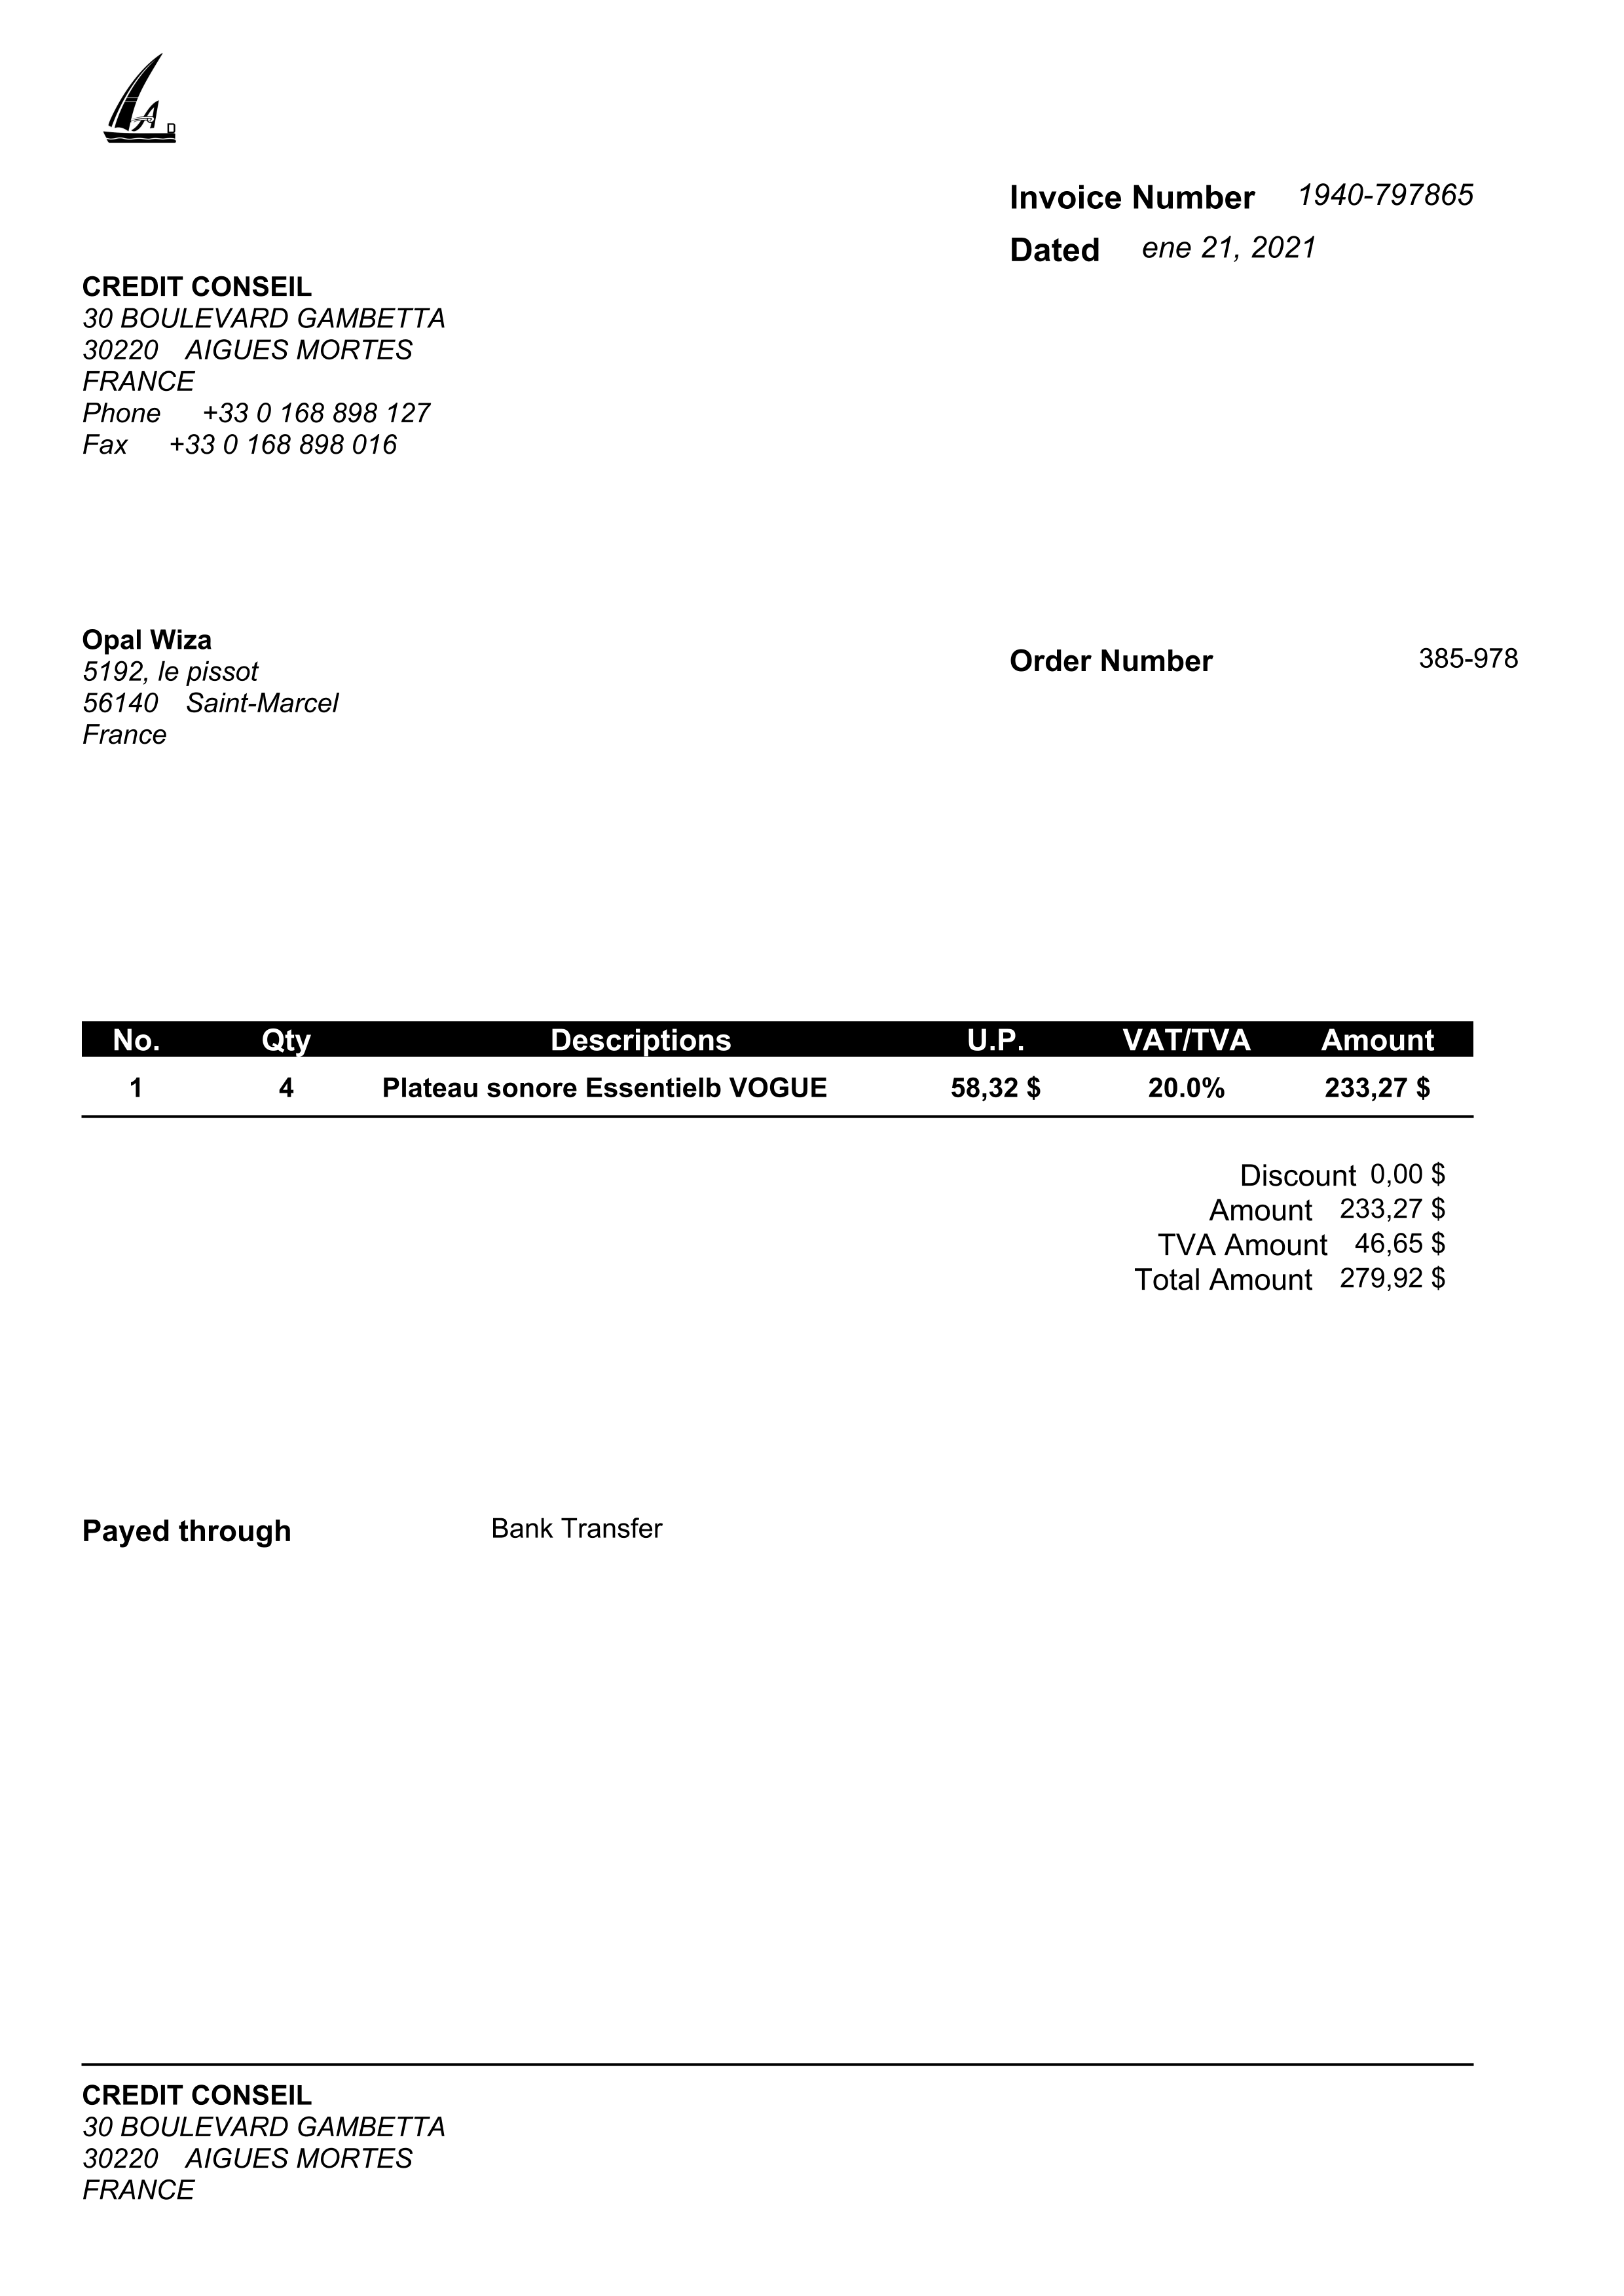 A
Invoice Number 1940-797865
Dated ene 21, 2021
CREDIT CONSEIL
30 BOULEVARD GAMBETTA
30220 AIGUES MORTES
FRANCE
Phone +33 0 168 898 127
Fax +33 0 168 898 016
Opal Wiza
5192, le pissot
56140 Saint-Marcel
France
Order Number 385-978
No. Qty Descriptions U.P. VAT/TVA Amount
1 4 Plateau sonore Essentielb VOGUE 58,32 $ 20.0% 233,27 $
Discount 0,00 $
Amount 233,27 $
TVA Amount 46,65 $
Total Amount 279,92 $
Payed through Bank Transfer
CREDIT CONSEIL
30 BOULEVARD GAMBETTA
30220 AIGUES MORTES
FRANCE